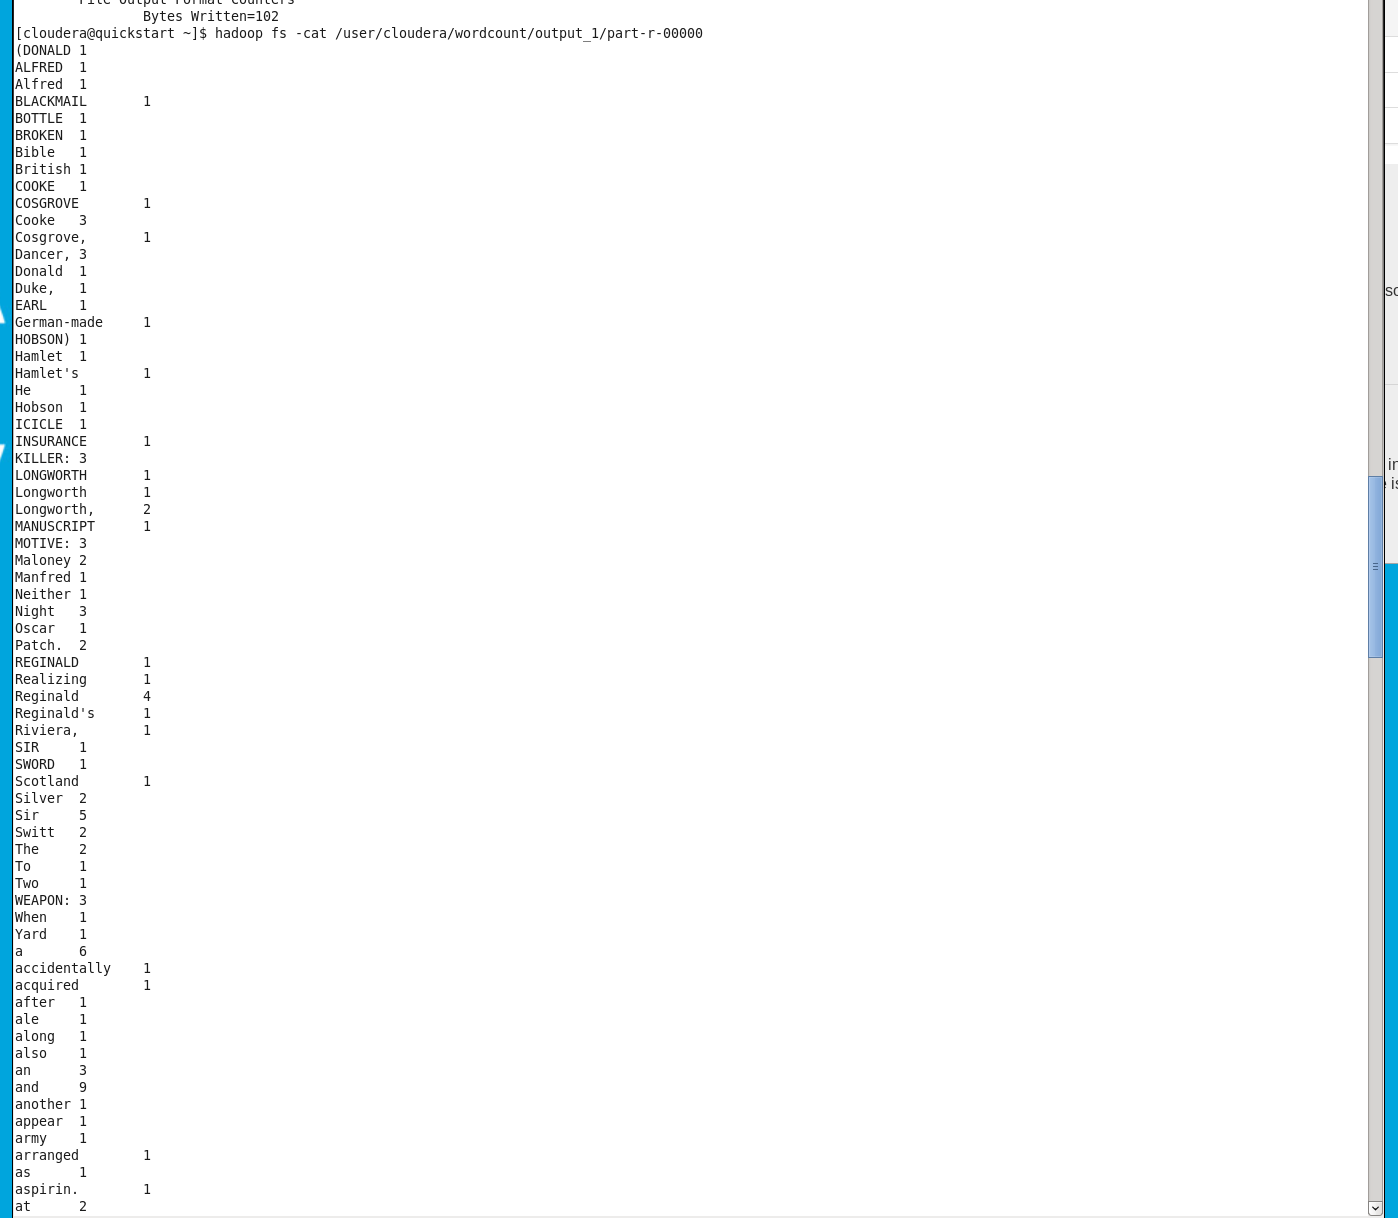 File Output Format Counters
Bytes Written=102
[cloudera@quickstart ~]$ hadoop fs -cat /user/cloudera/wordcount/output_1/part-r-00000
(DONALD 1
ALFRED 1
Alfred 1
BLACKMAIL 1
BOTTLE 1
BROKEN 1
Bible 1
British 1
COOKE 1
COSGROVE 1
Cooke 3
Cosgrove, 1
Dancer, 3
Donald 1
Duke, 1
EARL 1
German-made 1
HOBSON) 1
Hamlet 1
Hamlet's 1
He 1
Hobson 1
ICICLE 1
INSURANCE 1
KILLER: 3
LONGWORTH 1
Longworth 1
Longworth, 2
MANUSCRIPT 1
MOTIVE: 3
Maloney 2
Manfred 1
Neither 1
Night 3
Oscar 1
Patch. 2
REGINALD 1
Realizing 1
Reginald 4
Reginald's 1
Riviera, 1
SIR 1
SWORD 1
Scotland 1
Silver 2
Sir 5
Switt 2
The 2
To 1
Two 1
WEAPON: 3
When 1
Yard 1
a 6
accidentally 1
acquired 1
after 1
ale 1
along 1
also 1
an 3
and 9
another 1
appear 1
army 1
arranged 1
as 1
aspirin. 1
at 2